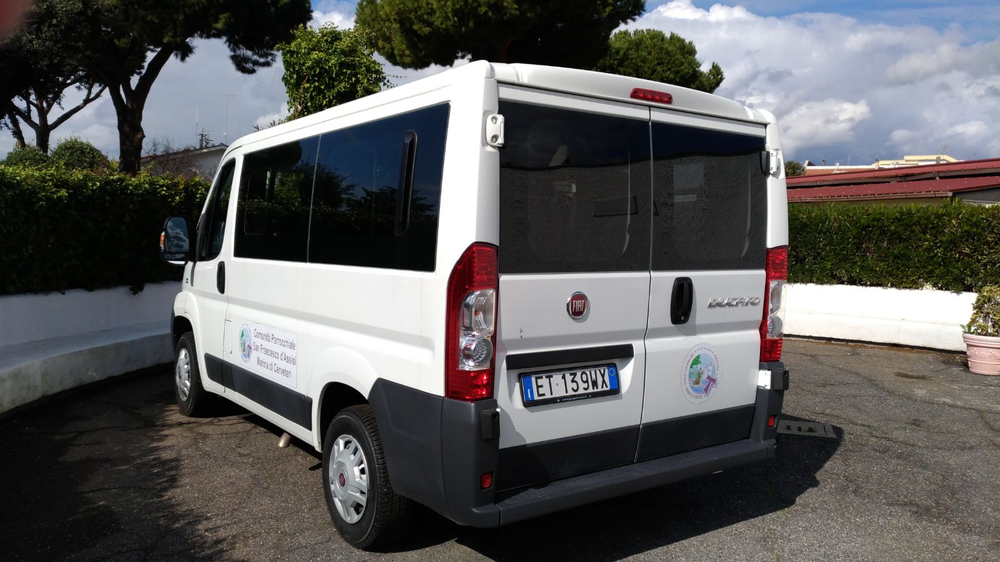 Comunità Parrocchiale
San Francesco d'Assisi
Marina di Cerveteri
FIAT
DUCATO
I
ET 139WX